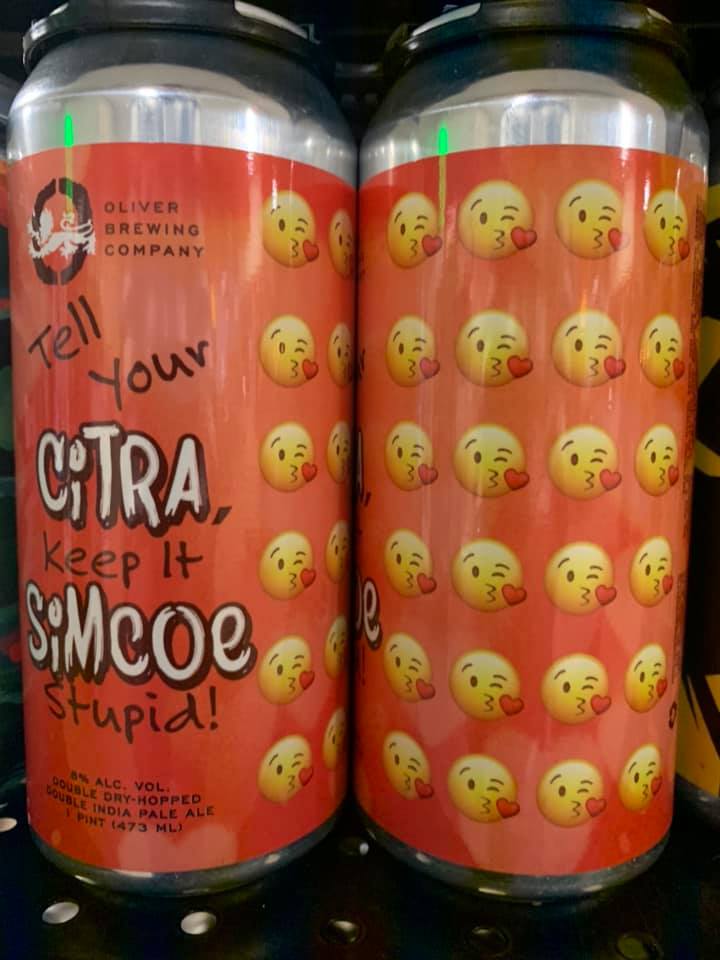 OLIVER
BREWING
COMPANY
Tell
Your
CiTRA,
Keep It
SiMCOe
Stupid!
8% ALC. VOL.
DOUBLE DRY-HOPPED
DOUBLE INDIA PALE ALE
1 PINT (473 ML)